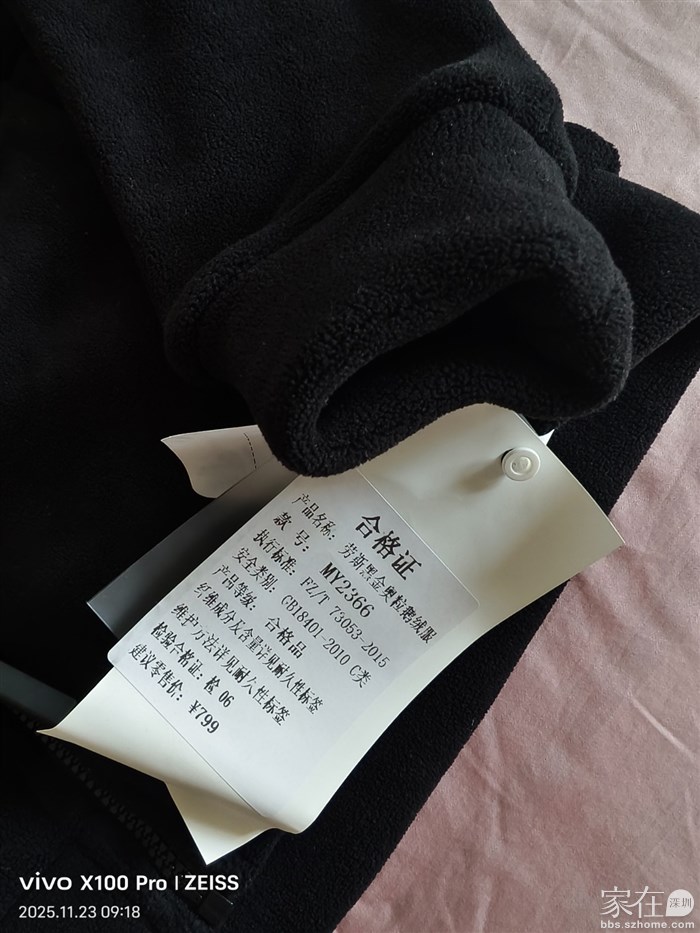 合格证
产品名称: 劳斯黑金奥粒鹅绒服
款 号: MY2366
执行标准: FZ/T 73053-2015
安全类别: GB18401-2010 C类
产品等级: 合格品
纤维成分及含量详见耐久性标签
维护方法详见耐久性标签
检验合格证: 检 06
建议零售价: ¥799
vivo X100 Pro | ZEISS
2025.11.23 09:18
家在深圳
bbs.szhome.com